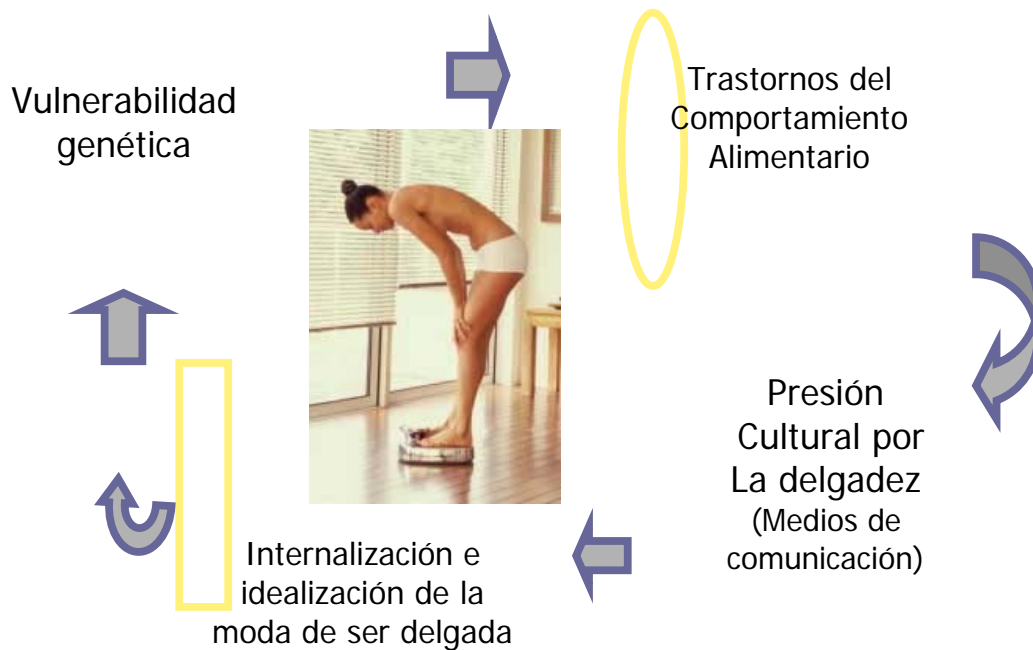 Vulnerabilidad
genética
Trastornos del
Comportamiento
Alimentario
Presión
Cultural por
La delgadez
(Medios de
comunicación)
Internalización e
idealización de la
moda de ser delgada